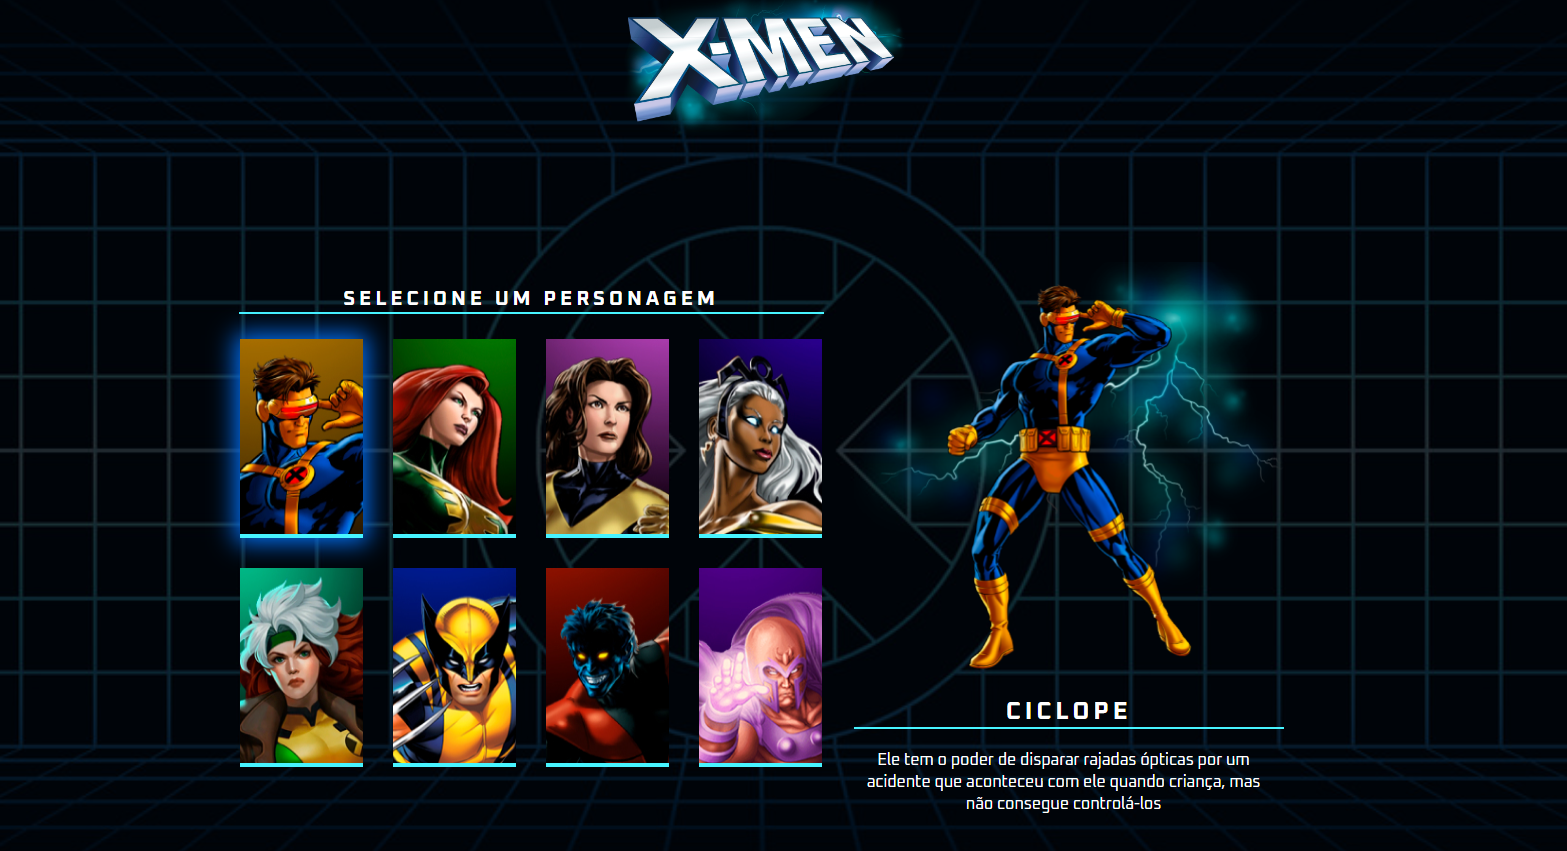 X-MEN
SELECIONE UM PERSONAGEM
CICLOPE
Ele tem o poder de disparar rajadas ópticas por um
acidente que aconteceu com ele quando criança, mas
não consegue controlá-los